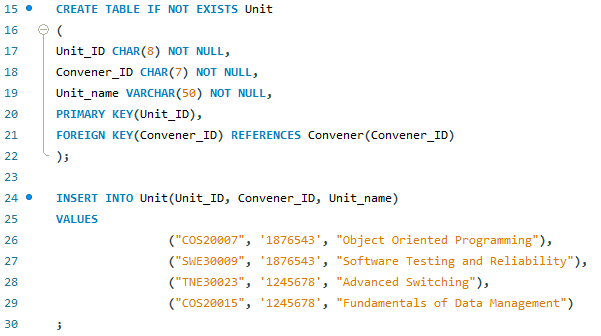 15 CREATE TABLE IF NOT EXISTS Unit
16 (
17 Unit_ID CHAR(8) NOT NULL,
18 Convener_ID CHAR(7) NOT NULL,
19 Unit_name VARCHAR(50) NOT NULL,
20 PRIMARY KEY(Unit_ID),
21 FOREIGN KEY(Convener_ID) REFERENCES Convener(Convener_ID)
22 );
23
24 INSERT INTO Unit(Unit_ID, Convener_ID, Unit_name)
25 VALUES
26 ("COS20007", '1876543', "Object Oriented Programming"),
27 ("SWE30009", '1876543', "Software Testing and Reliability"),
28 ("TNE30023", '1245678', "Advanced Switching"),
29 ("COS20015", '1245678', "Fundamentals of Data Management")
30 ;